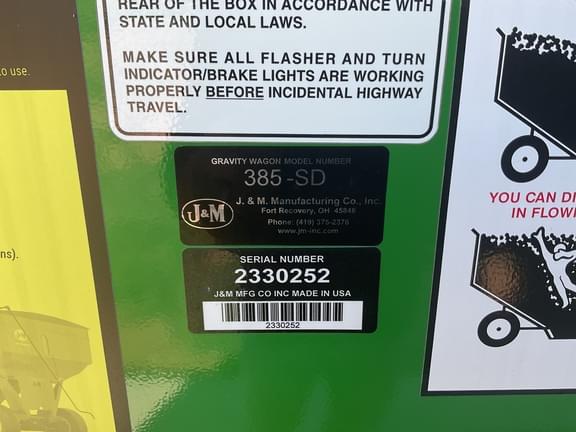 REAR OF THE BOX IN ACCORDANCE WITH
STATE AND LOCAL LAWS.
MAKE SURE ALL FLASHER AND TURN
INDICATOR/BRAKE LIGHTS ARE WORKING
PROPERLY BEFORE INCIDENTAL HIGHWAY
TRAVEL.
to use.
ns).
GRAVITY WAGON MODEL NUMBER
385-SD
J&M
J. & M. Manufacturing Co., Inc.
Fort Recovery, OH 45846
Phone: (419) 375-2376
www.jm-inc.com
SERIAL NUMBER
2330252
J&M MFG CO INC MADE IN USA
2330252
YOU CAN DI
IN FLOWI